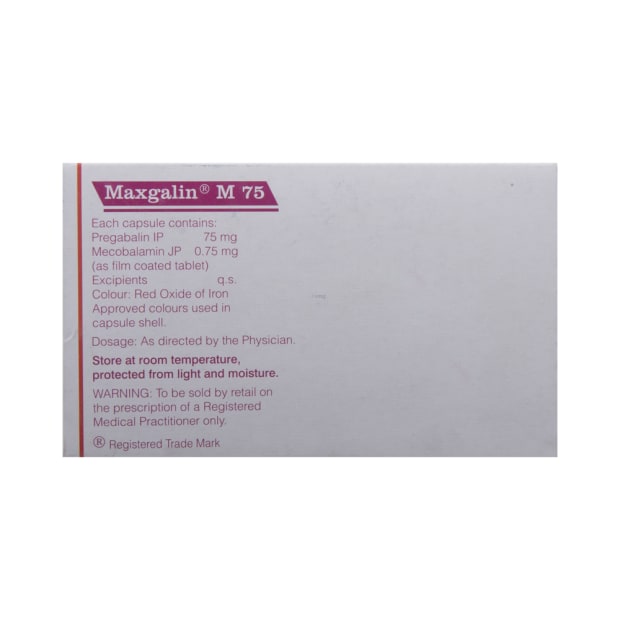 Maxgalin® M 75
Each capsule contains:
Pregabalin IP 75 mg
Mecobalamin JP 0.75 mg
(as film coated tablet)
Excipients q.s.
Colour: Red Oxide of Iron
Approved colours used in
capsule shell.
Dosage: As directed by the Physician.
Store at room temperature,
protected from light and moisture.
WARNING: To be sold by retail on
the prescription of a Registered
Medical Practitioner only.
® Registered Trade Mark